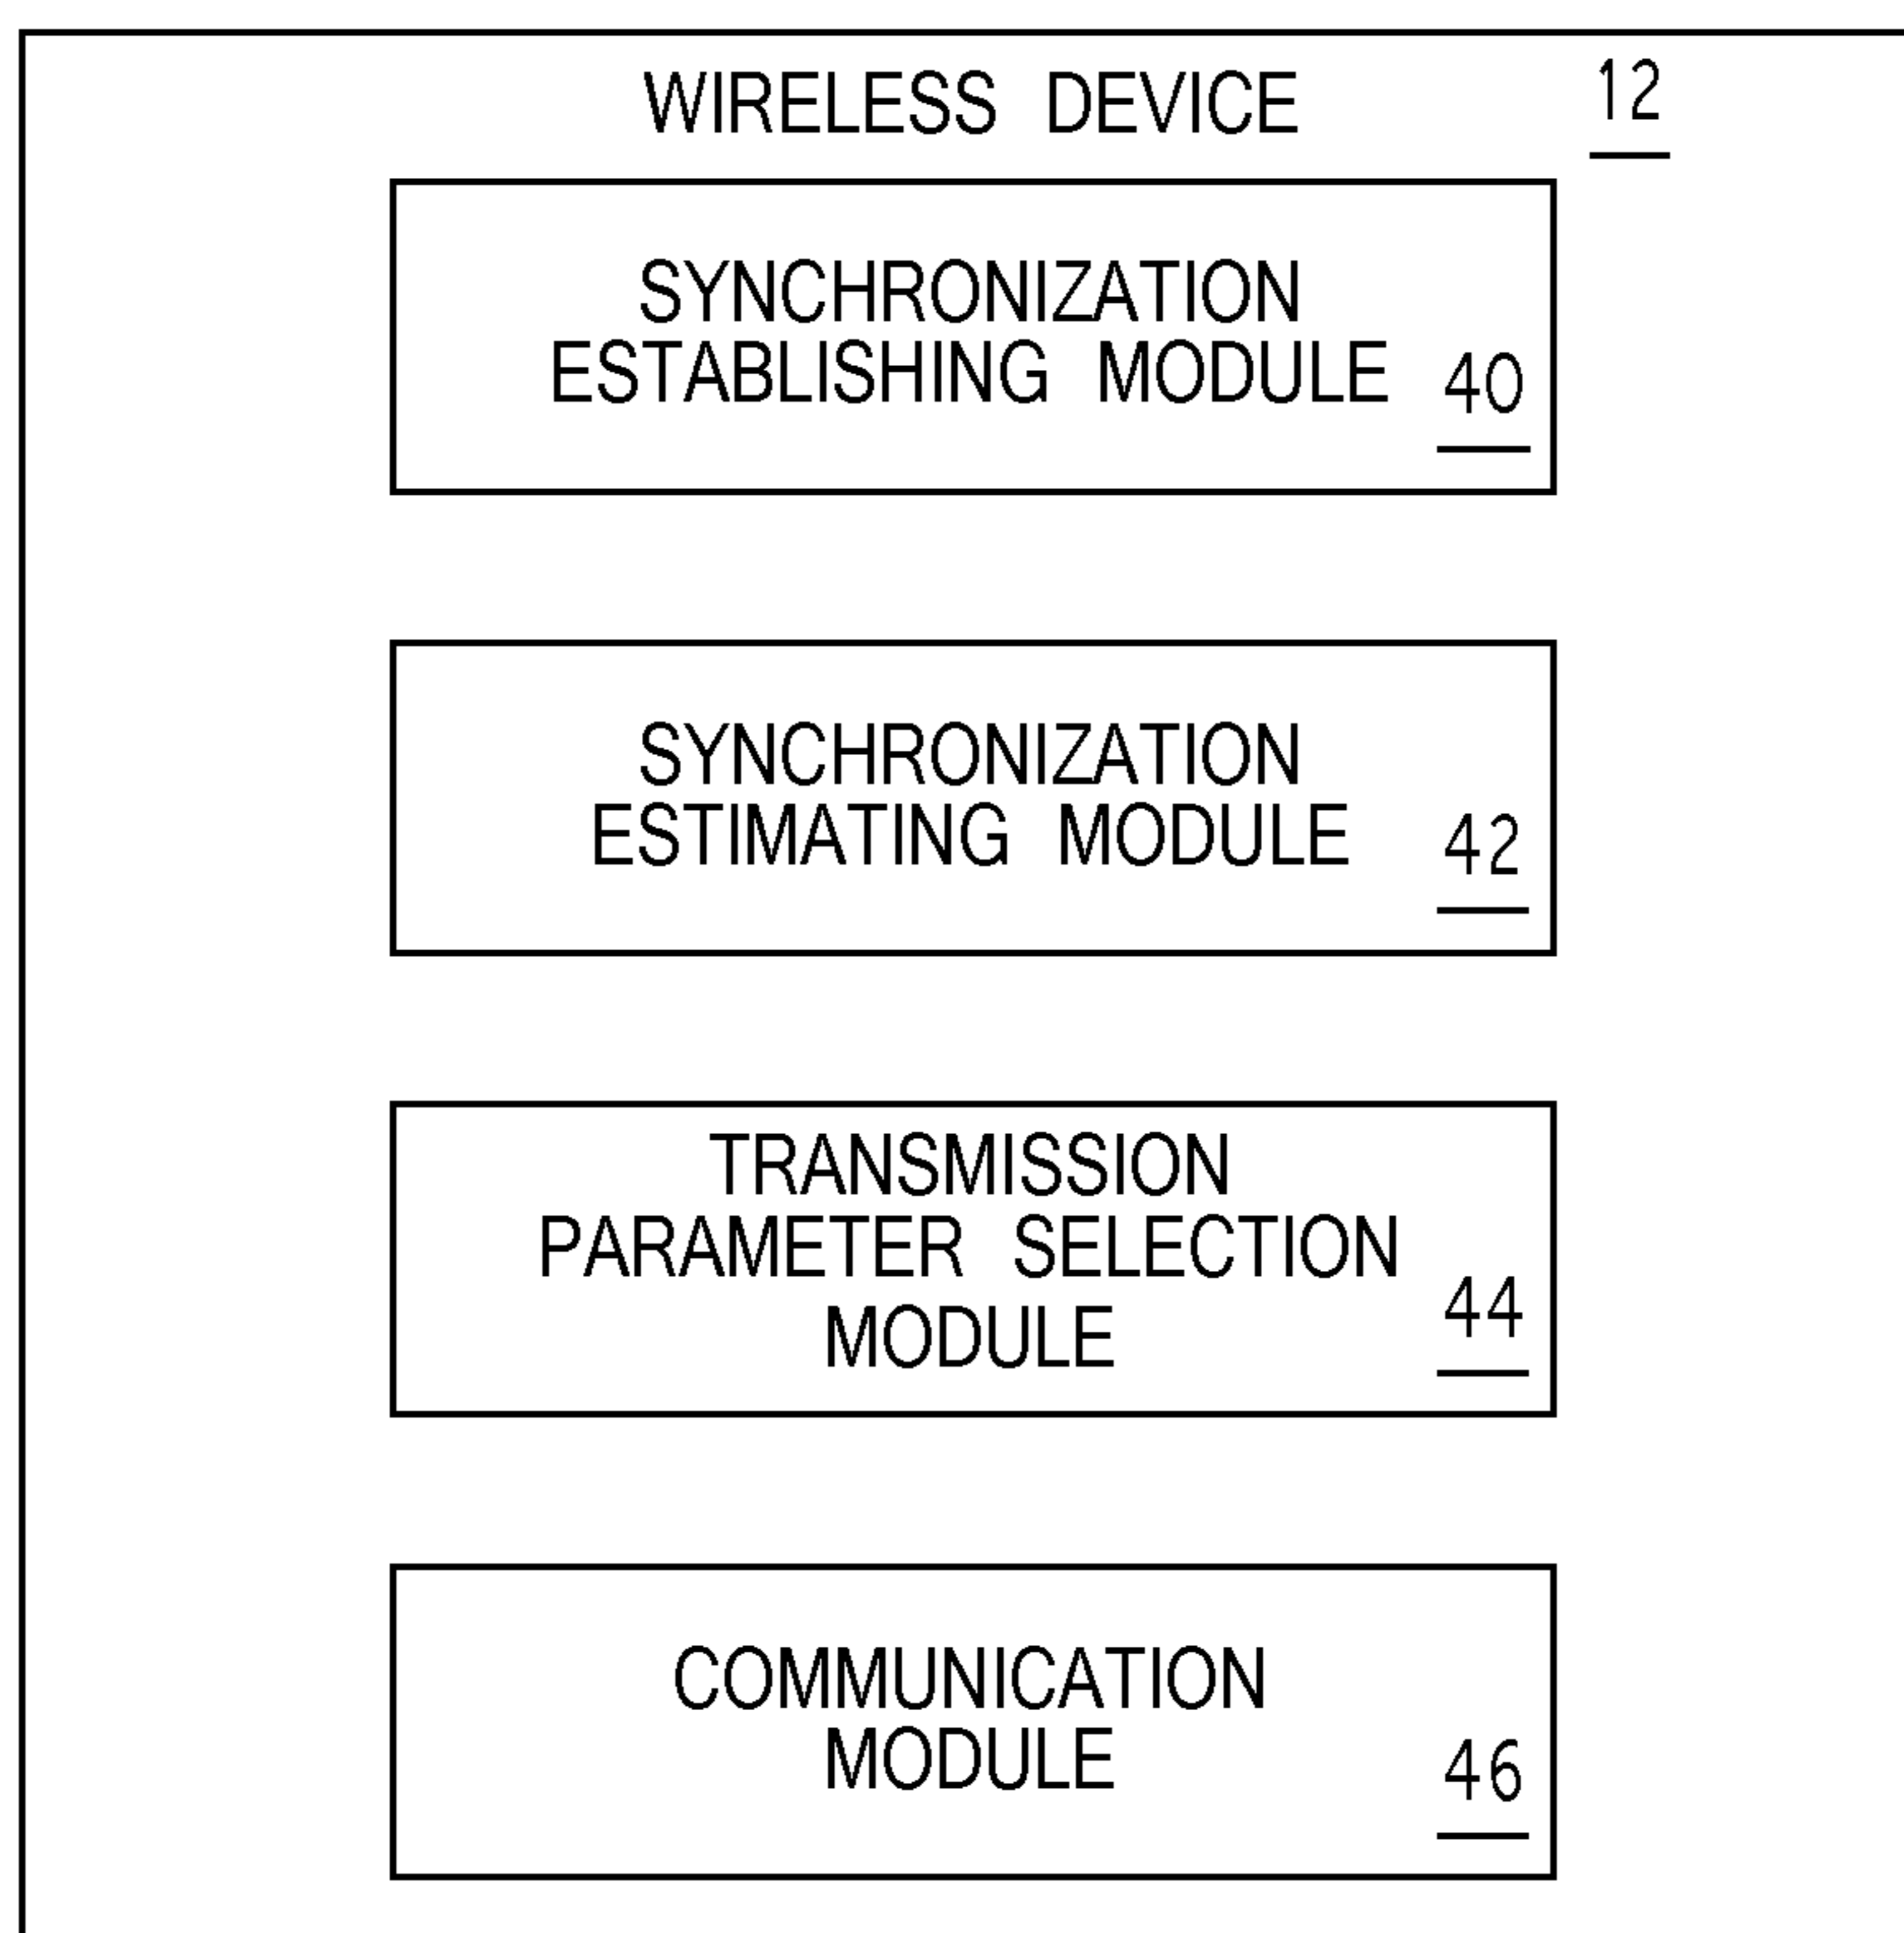 WIRELESS DEVICE 12
SYNCHRONIZATION
ESTABLISHING MODULE 40
SYNCHRONIZATION
ESTIMATING MODULE 42
TRANSMISSION
PARAMETER SELECTION
MODULE 44
COMMUNICATION
MODULE 46